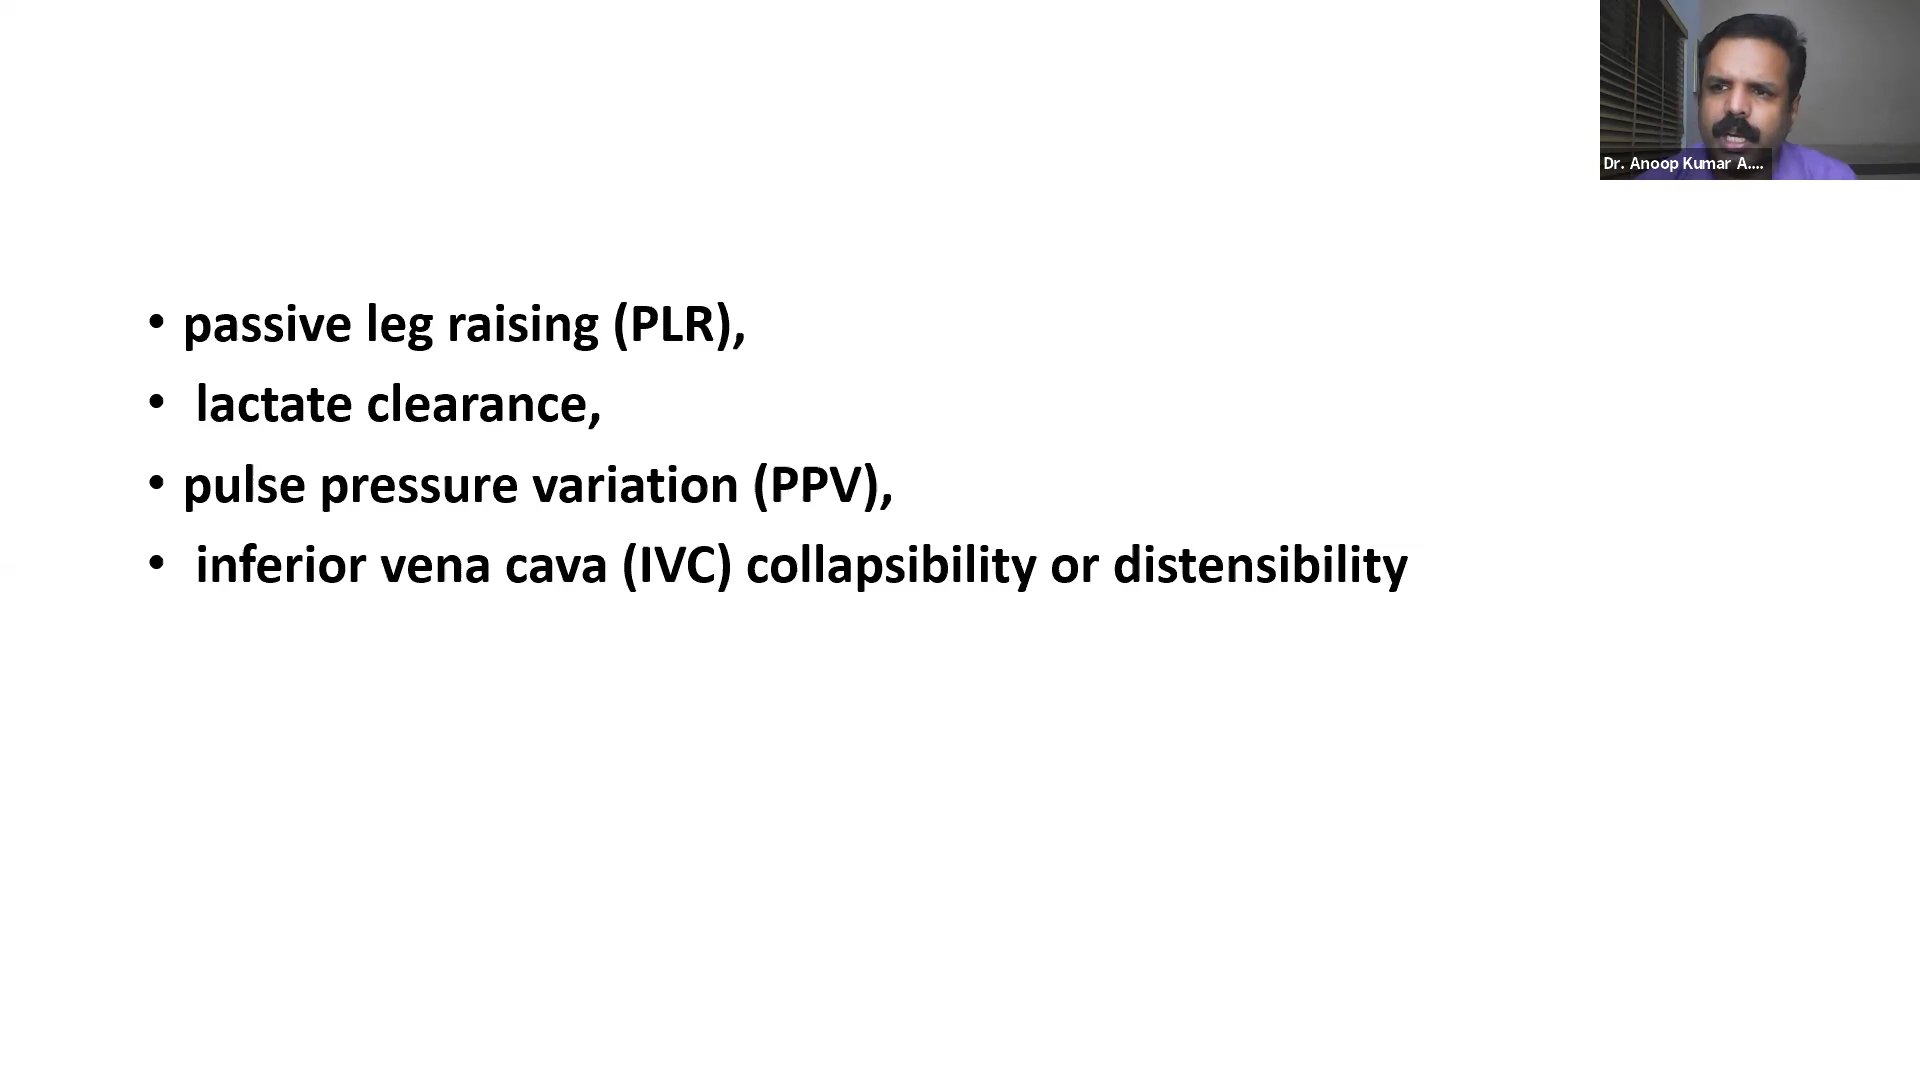 Dr. Anoop Kumar A....
• passive leg raising (PLR),
• lactate clearance,
• pulse pressure variation (PPV),
• inferior vena cava (IVC) collapsibility or distensibility